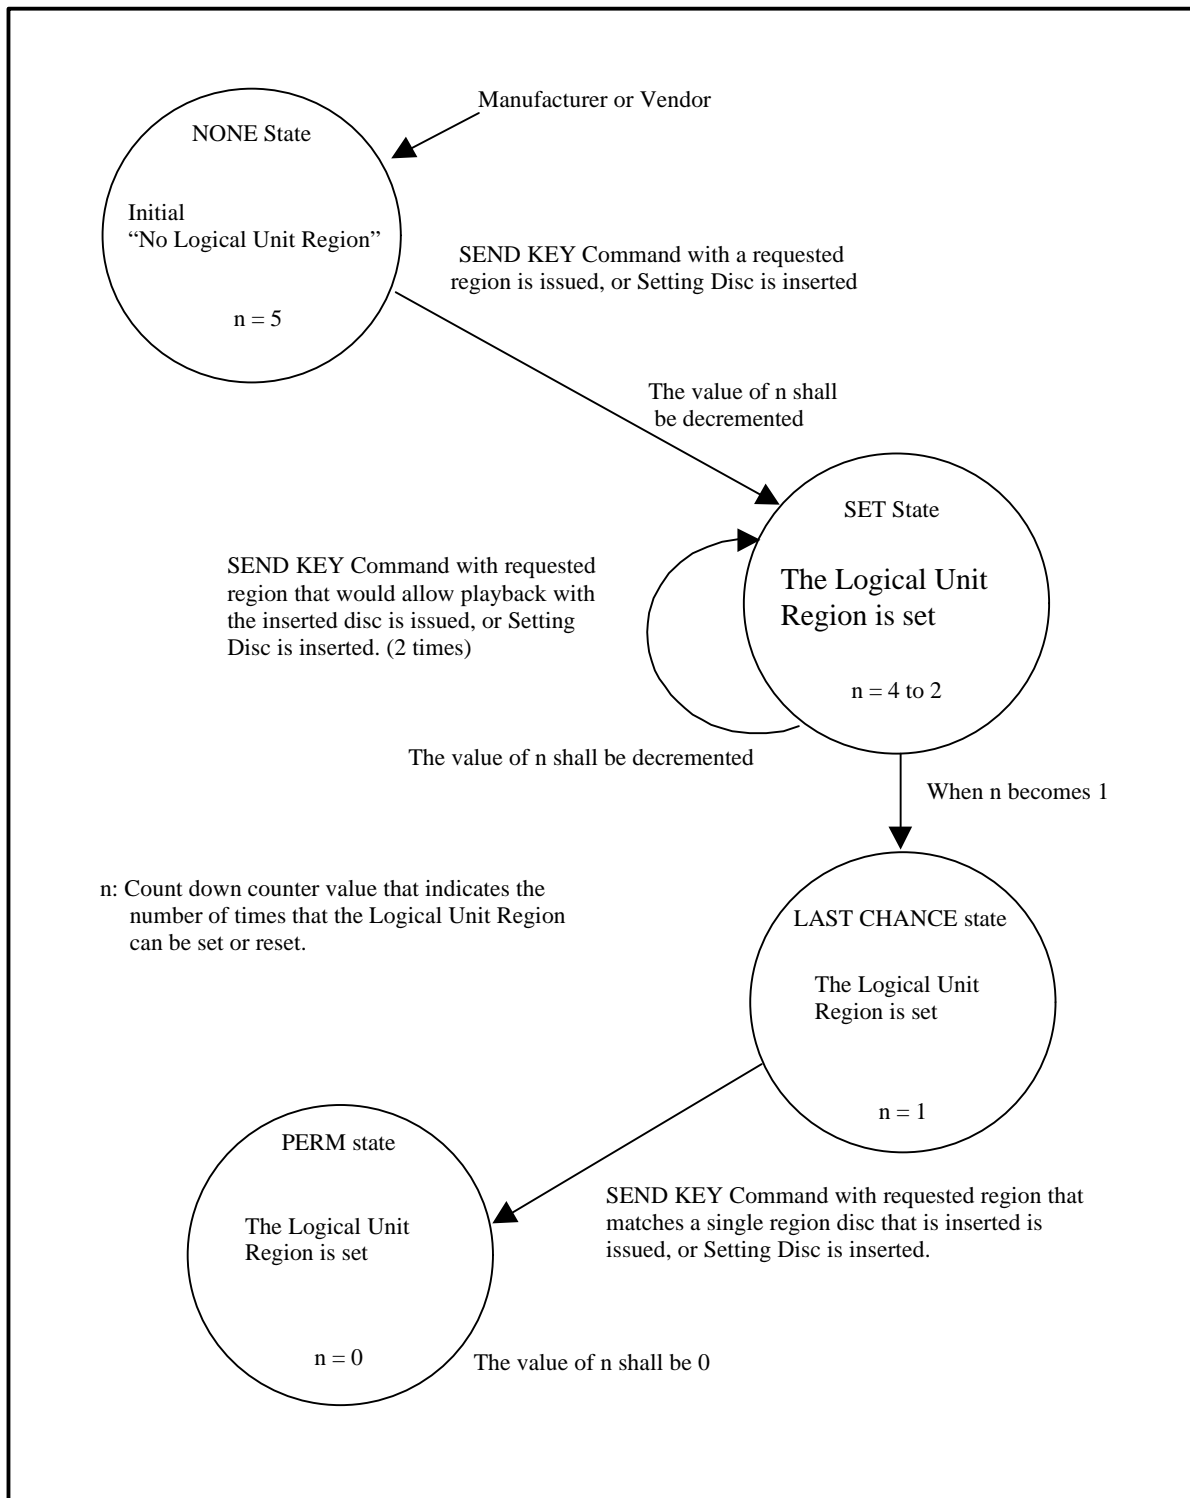 Manufacturer or Vendor
NONE State
Initial
“No Logical Unit Region”
n = 5
SEND KEY Command with a requested
region is issued, or Setting Disc is inserted
The value of n shall
be decremented
SET State
The Logical Unit
Region is set
n = 4 to 2
SEND KEY Command with requested
region that would allow playback with
the inserted disc is issued, or Setting
Disc is inserted. (2 times)
The value of n shall be decremented
When n becomes 1
n: Count down counter value that indicates the
number of times that the Logical Unit Region
can be set or reset.
LAST CHANCE state
The Logical Unit
Region is set
n = 1
PERM state
The Logical Unit
Region is set
n = 0
SEND KEY Command with requested region that
matches a single region disc that is inserted is
issued, or Setting Disc is inserted.
The value of n shall be 0